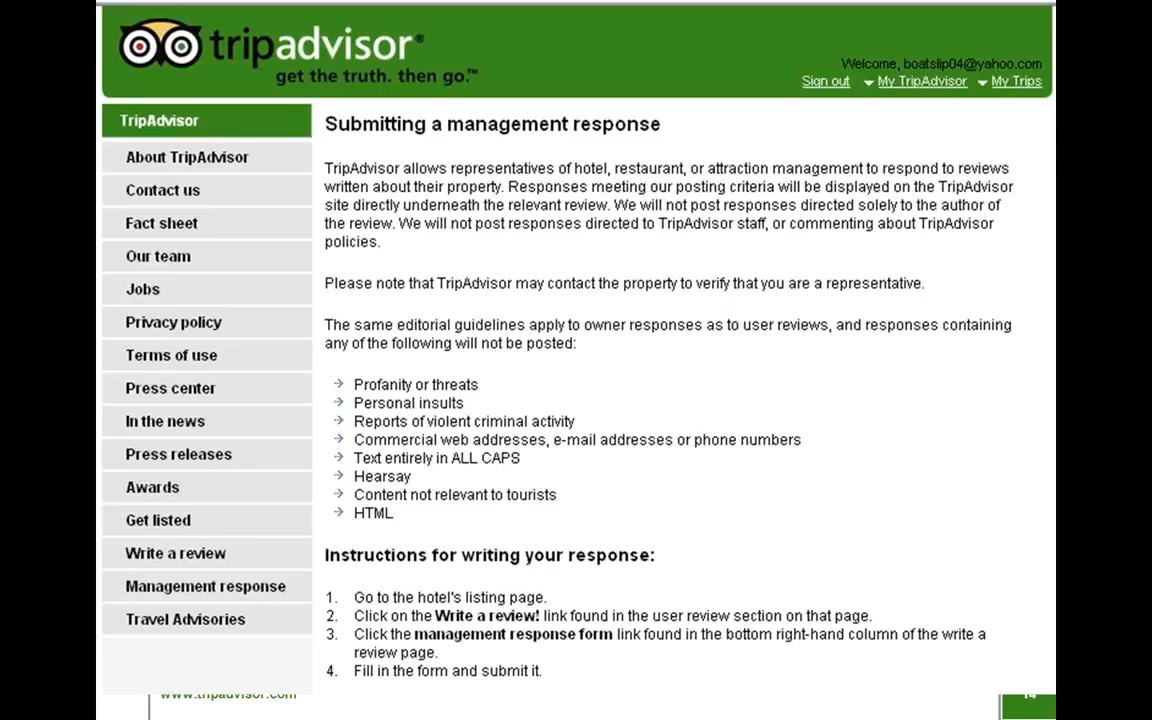 tripadvisor®
get the truth. then go.™
Welcome, boatslip04@yahoo.com
Sign out My TripAdvisor My Trips
TripAdvisor
About TripAdvisor
Contact us
Fact sheet
Our team
Jobs
Privacy policy
Terms of use
Press center
In the news
Press releases
Awards
Get listed
Write a review
Management response
Travel Advisories
Submitting a management response
TripAdvisor allows representatives of hotel, restaurant, or attraction management to respond to reviews
written about their property. Responses meeting our posting criteria will be displayed on the TripAdvisor
site directly underneath the relevant review. We will not post responses directed solely to the author of
the review. We will not post responses directed to TripAdvisor staff, or commenting about TripAdvisor
policies.
Please note that TripAdvisor may contact the property to verify that you are a representative.
The same editorial guidelines apply to owner responses as to user reviews, and responses containing
any of the following will not be posted:
Profanity or threats
Personal insults
Reports of violent criminal activity
Commercial web addresses, e-mail addresses or phone numbers
Text entirely in ALL CAPS
Hearsay
Content not relevant to tourists
HTML
Instructions for writing your response:
1. Go to the hotel's listing page.
2. Click on the Write a review! link found in the user review section on that page.
3. Click the management response form link found in the bottom right-hand column of the write a
review page.
4. Fill in the form and submit it.
www.tripadvisor.com
14